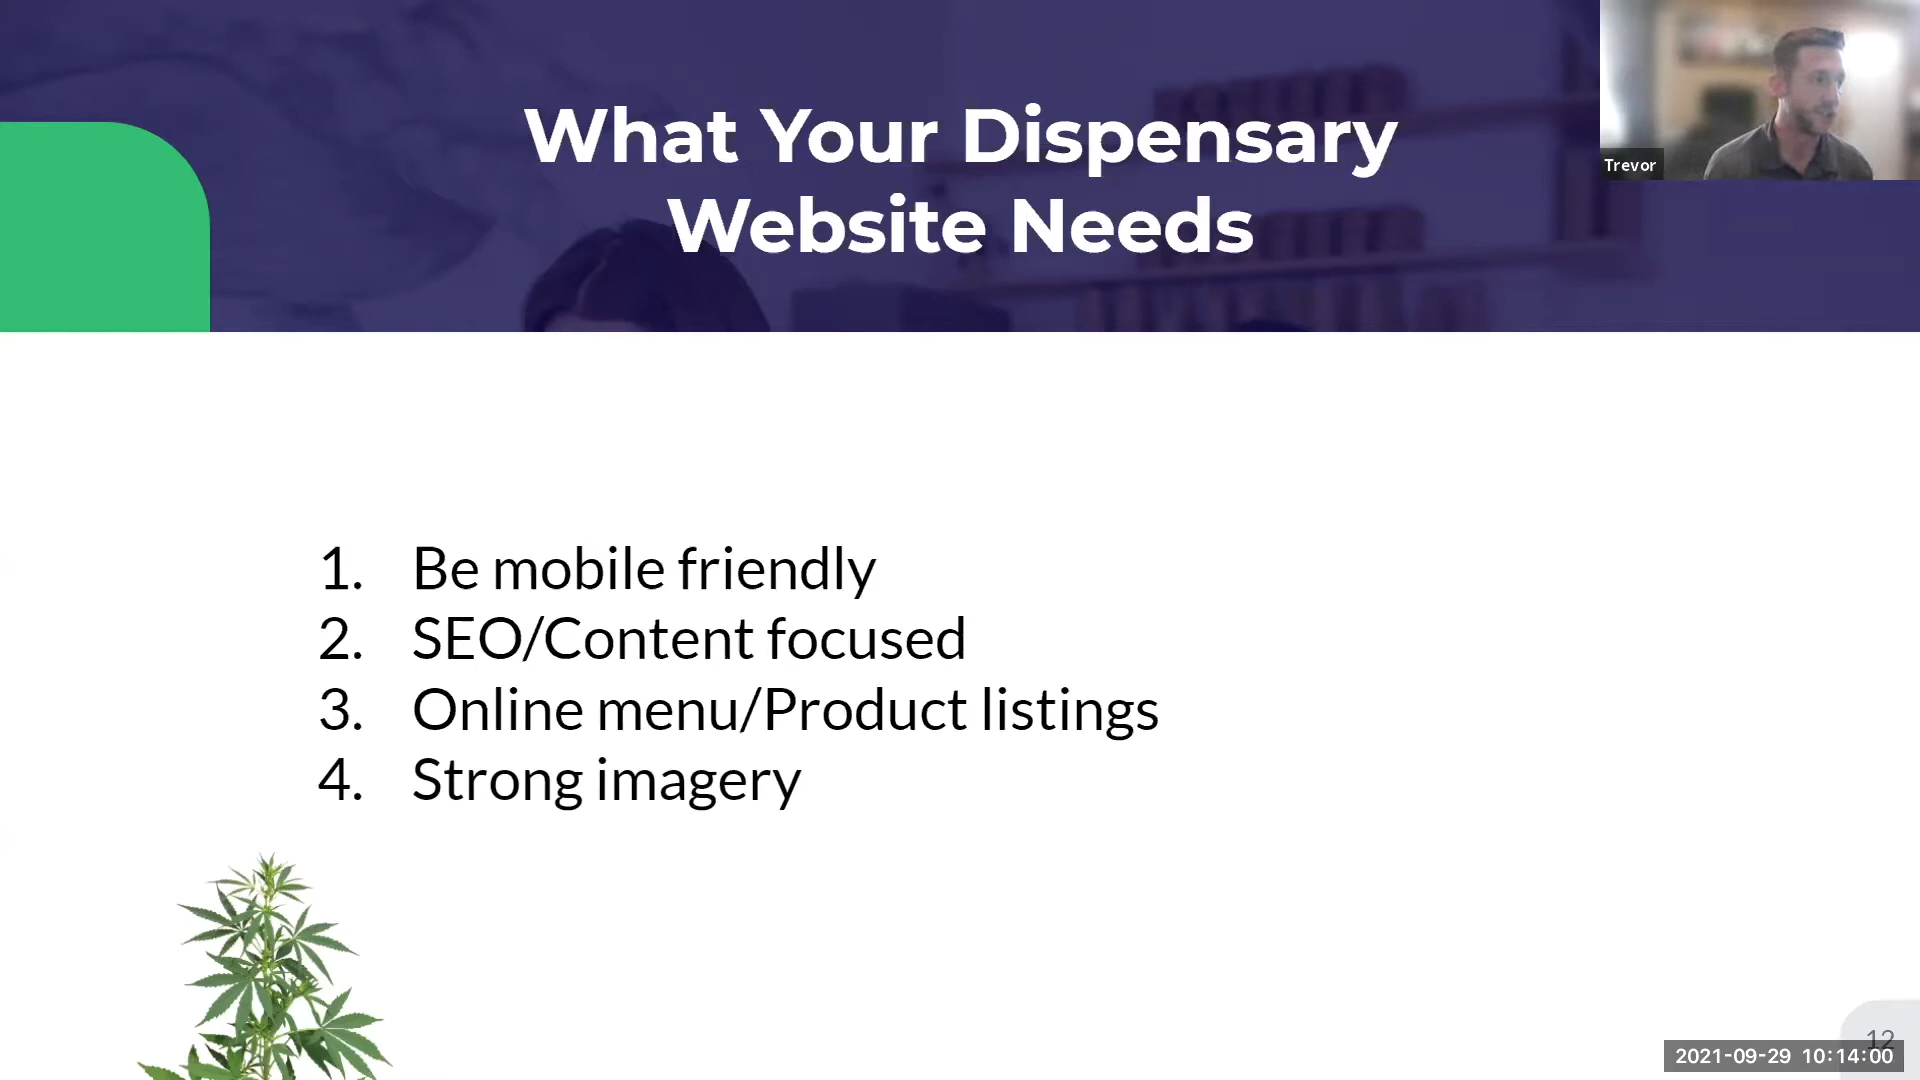 What Your Dispensary
Website Needs
Trevor
1. Be mobile friendly
2. SEO/Content focused
3. Online menu/Product listings
4. Strong imagery
12
2021-09-29 10:14:00